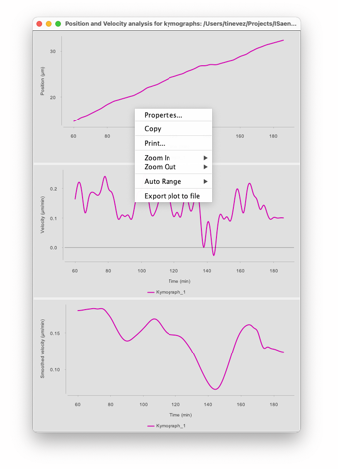 Position and Velocity analysis for kymographs: /Users/tinevez/Projects/ISaen...
Position (µm)
30
20
60
80
160
180
Properties...
Copy
Print...
Zoom In
Zoom Out
Auto Range
Export plot to file
Velocity (µm/min)
0.2
0.1
0.0
60
80
100
120
140
160
180
Time (min)
Kymograph_1
Smoothed velocity (µm/min)
0.15
0.10
60
80
100
120
140
160
180
Time (min)
Kymograph_1